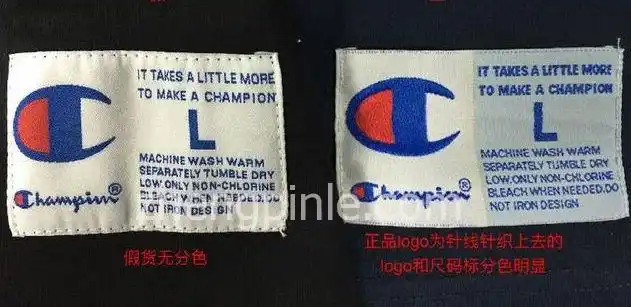 IT TAKES A LITTLE MORE
TO MAKE A CHAMPION
L
MACHINE WASH WARM
SEPARATELY TUMBLE DRY
LOW.ONLY NON-CHLORINE
BLEACH WHEN NEEDED.DO
NOT IRON DESIGN
Champion®
假货无分色
IT TAKES A LITTLE MORE
TO MAKE A CHAMPION
L
MACHINE WASH WARM
SEPARATELY TUMBLE DRY
LOW.ONLY NON-CHLORINE
BLEACH WHEN NEEDED.DO
NOT IRON DESIGN
Champion®
正品logo为针线针织上去的
logo和尺码标分色明显